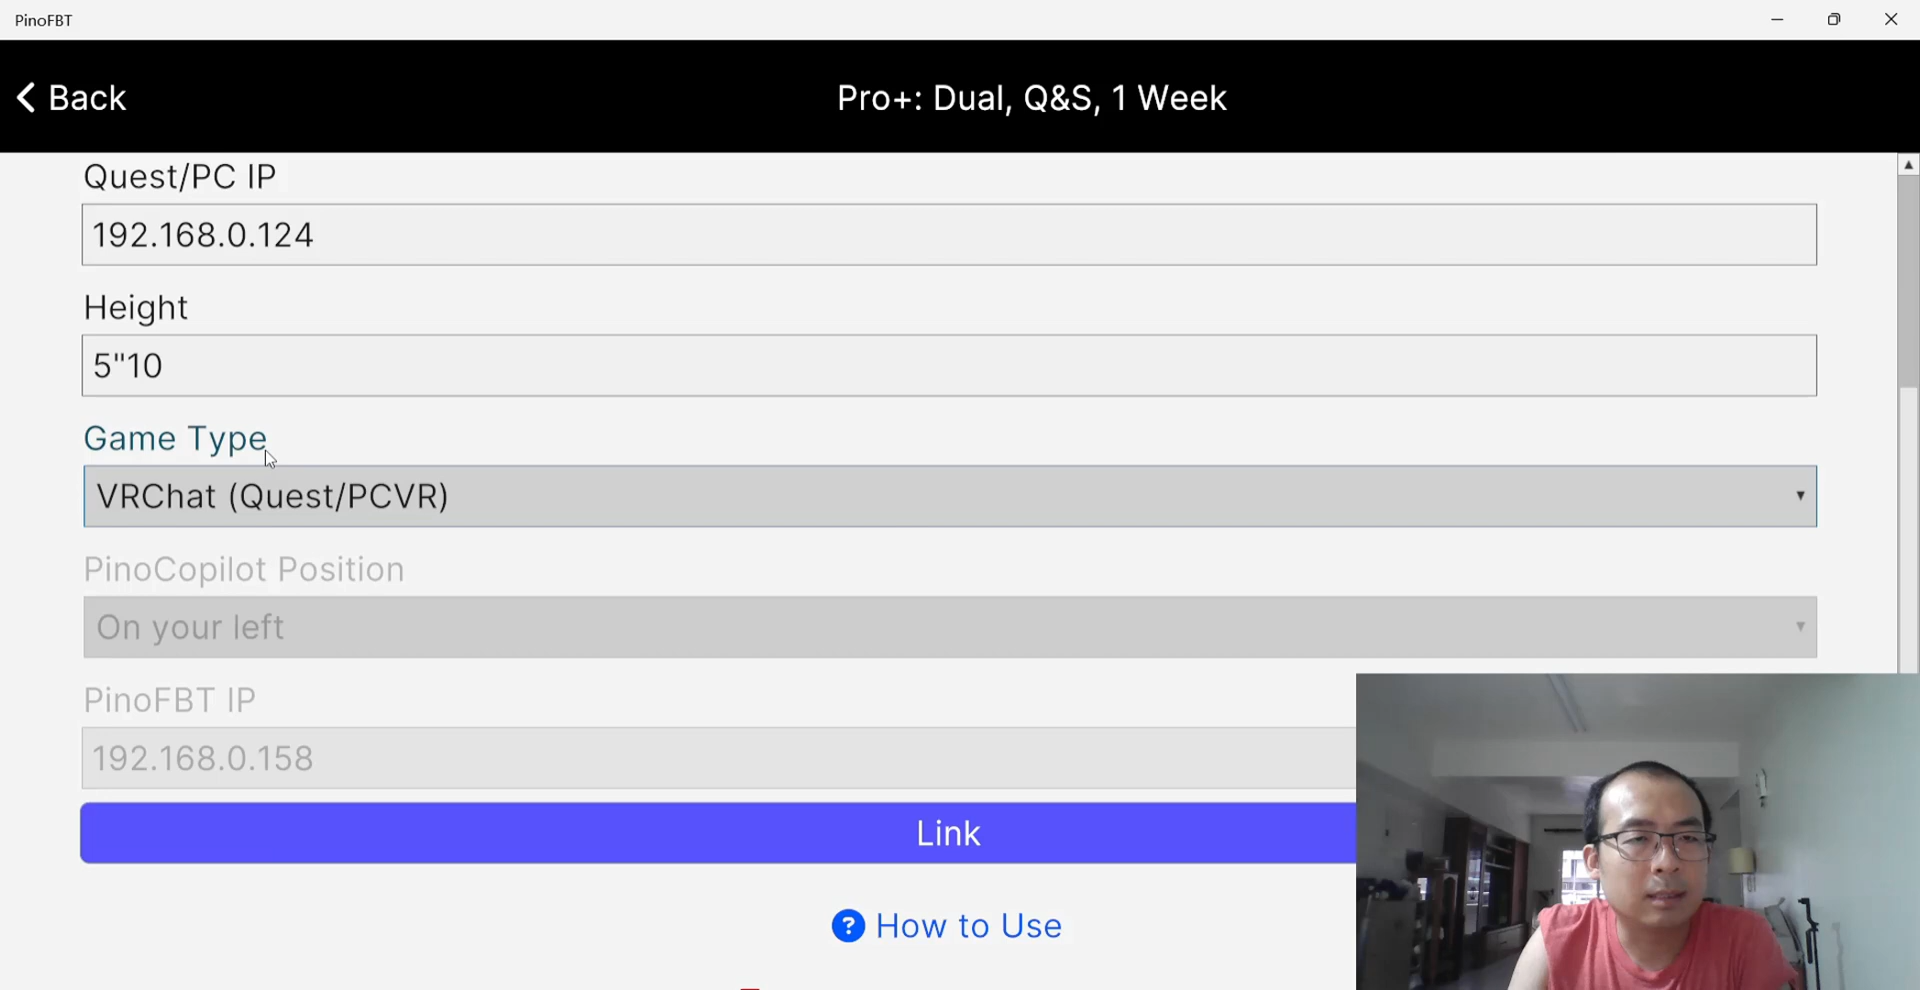 PinoFBT
Back
Pro+: Dual, Q&S, 1 Week
Quest/PC IP
192.168.0.124
Height
5"10
Game Type
VRChat (Quest/PCVR)
PinoCopilot Position
On your left
PinoFBT IP
192.168.0.158
Link
? How to Use